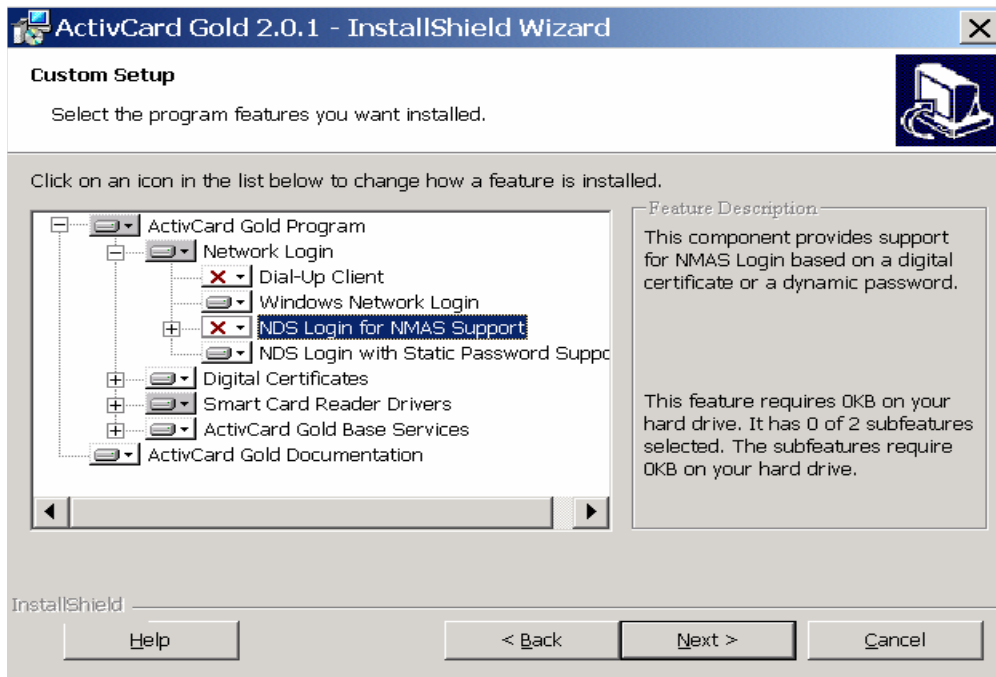 ActivCard Gold 2.0.1 - InstallShield Wizard
Custom Setup
Select the program features you want installed.
Click on an icon in the list below to change how a feature is installed.
ActivCard Gold Program
Network Login
Dial-Up Client
Windows Network Login
NDS Login for NMAS Support
NDS Login with Static Password Suppo
Digital Certificates
Smart Card Reader Drivers
ActivCard Gold Base Services
ActivCard Gold Documentation
Feature Description
This component provides support
for NMAS Login based on a digital
certificate or a dynamic password.
This feature requires 0KB on your
hard drive. It has 0 of 2 subfeatures
selected. The subfeatures require
0KB on your hard drive.
InstallShield
Help
< Back
Next >
Cancel